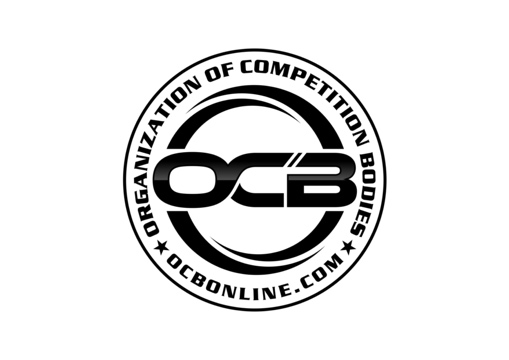 ORGANIZATION OF COMPETITION BODIES
OCB
★ OCBONLINE.COM ★